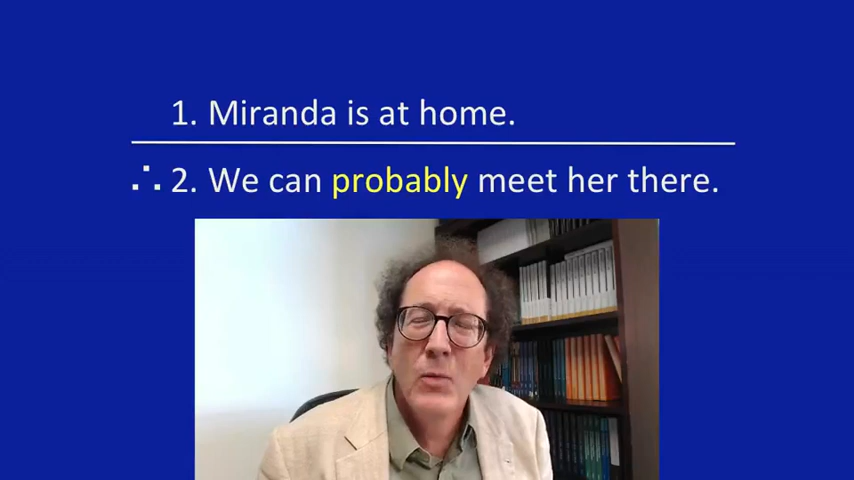 1. Miranda is at home.
∴ 2. We can probably meet her there.